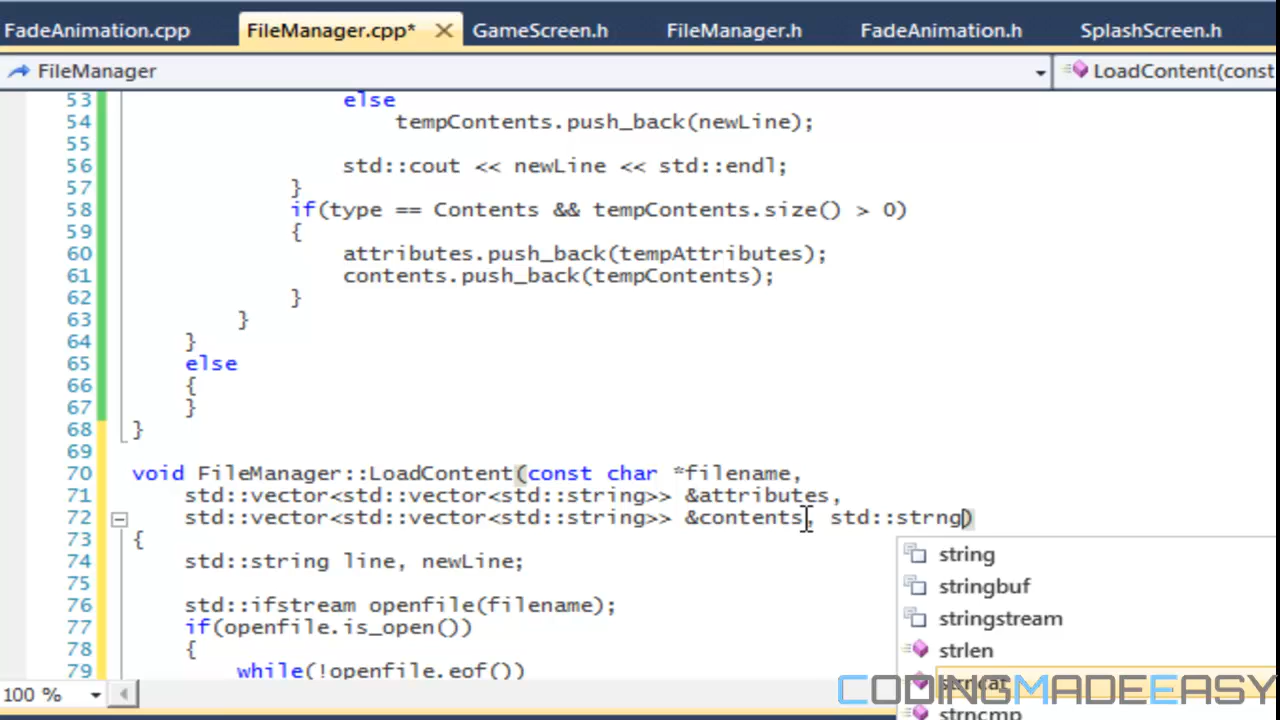 FadeAnimation.cpp FileManager.cpp* GameScreen.h FileManager.h FadeAnimation.h SplashScreen.h
FileManager LoadContent(const
53 else
54 tempContents.push_back(newLine);
55
56 std::cout << newLine << std::endl;
57 }
58 if(type == Contents && tempContents.size() > 0)
59 {
60 attributes.push_back(tempAttributes);
61 contents.push_back(tempContents);
62 }
63 }
64 }
65 else
66 {
67 }
68 }
69
70 void FileManager::LoadContent(const char *filename,
71 std::vector<std::vector<std::string>> &attributes,
72 std::vector<std::vector<std::string>> &contents, std::strng)
73 {
74 std::string line, newLine;
75
76 std::ifstream openfile(filename);
77 if(openfile.is_open())
78 {
79 while(!openfile.eof())
string
stringbuf
stringstream
strlen
strncat
strncmp
100 %
CODINGMADEEASY